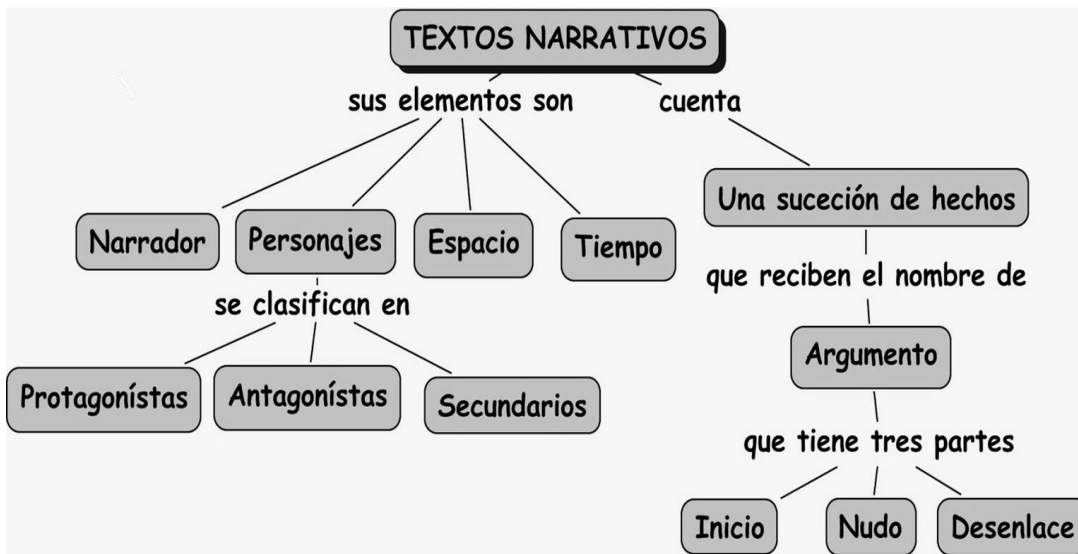 TEXTOS NARRATIVOS
sus elementos son
cuenta
Una suceción de hechos
Narrador
Personajes
Espacio
Tiempo
que reciben el nombre de
se clasifican en
Argumento
Protagonístas
Antagonístas
Secundarios
que tiene tres partes
Inicio
Nudo
Desenlace